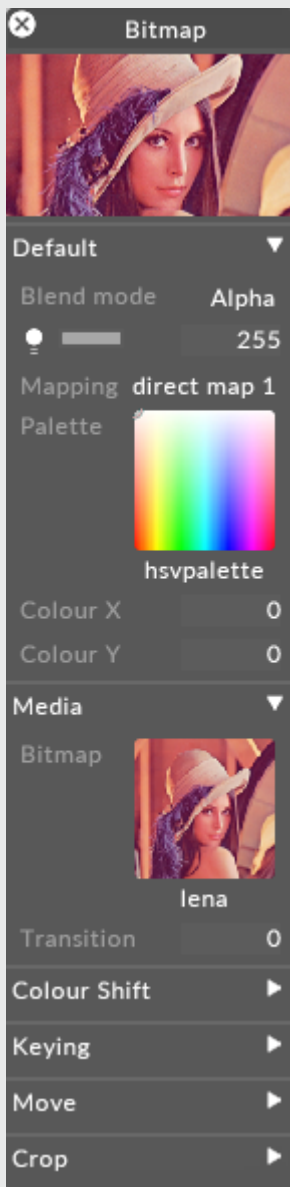 Bitmap
Default
Blend mode Alpha
255
Mapping direct map 1
Palette
hsvpalette
Colour X 0
Colour Y 0
Media
Bitmap
lena
Transition 0
Colour Shift
Keying
Move
Crop